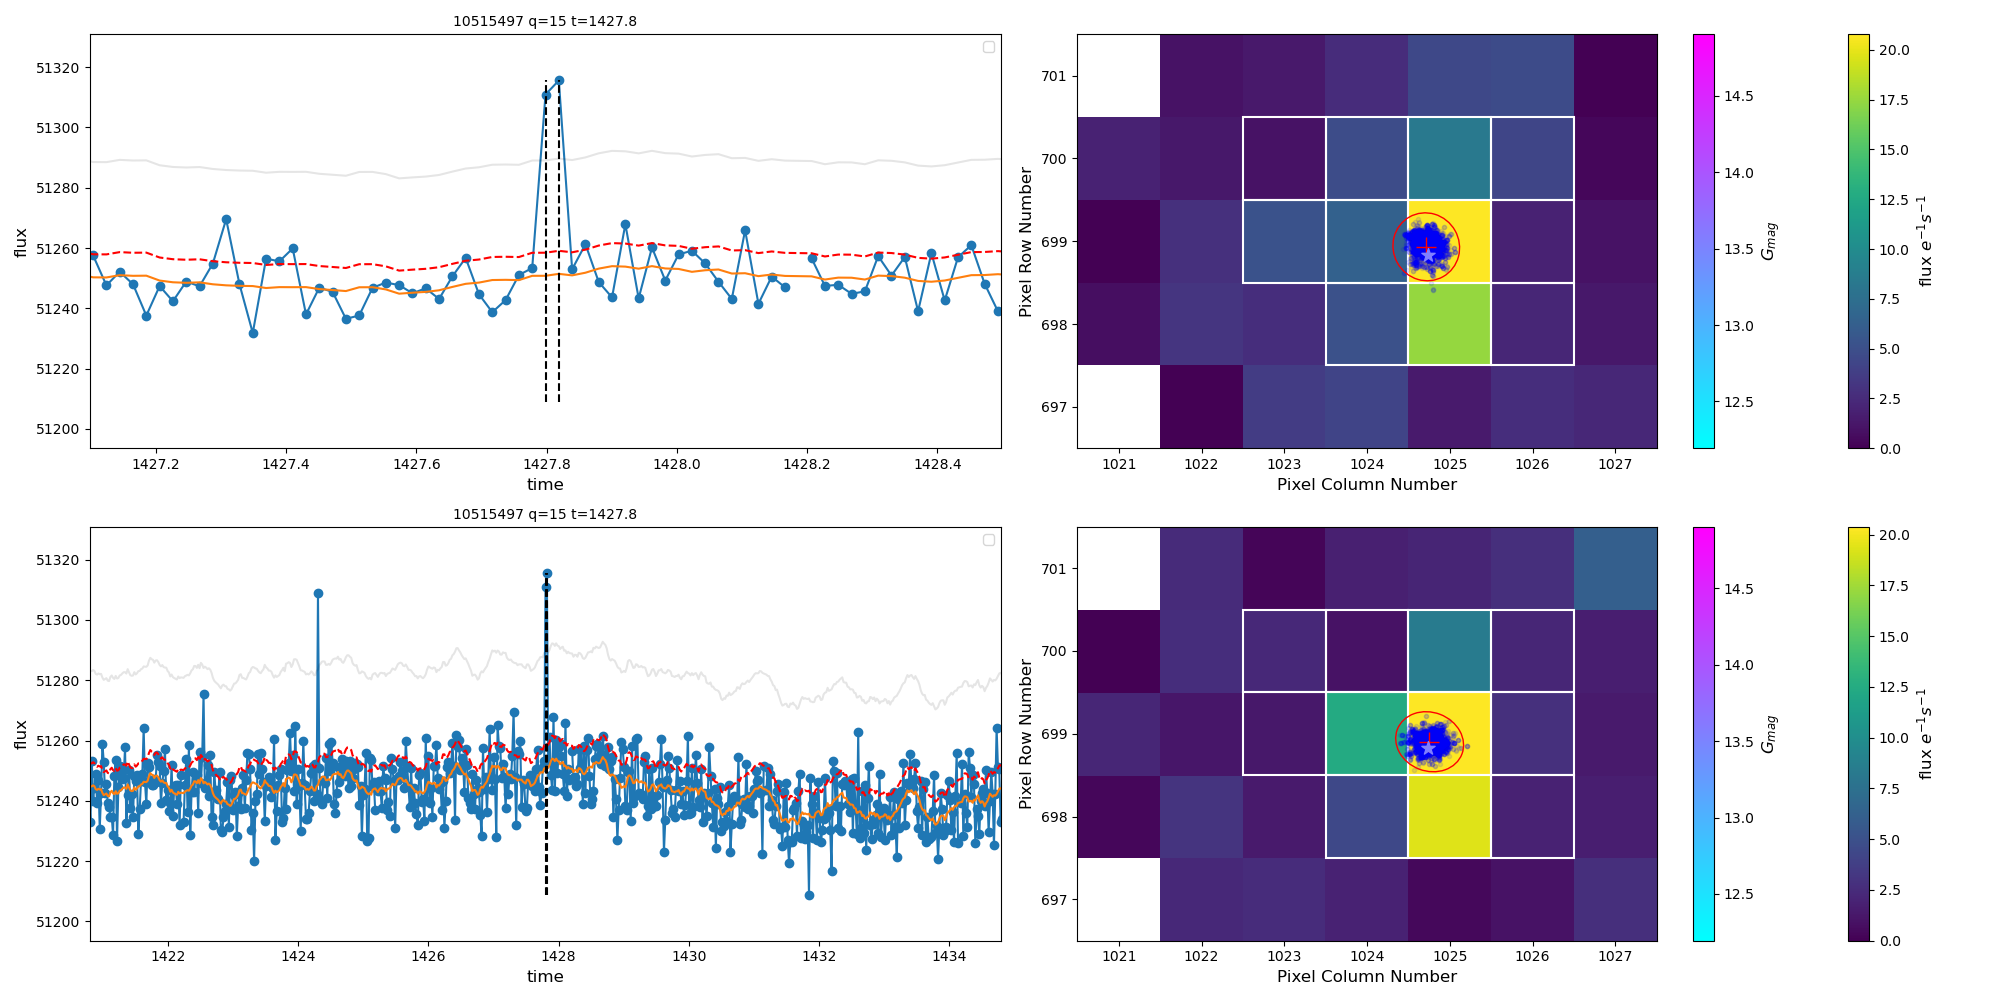 10515497 q=15 t=1427.8
flux
51320
51300
51280
51260
51240
51220
51200
1427.2 1427.4 1427.6 1427.8 1428.0 1428.2 1428.4
time
Pixel Row Number
701
700
699
698
697
1021 1022 1023 1024 1025 1026 1027
Pixel Column Number
14.5
14.0
13.5
13.0
12.5
G_mag
20.0
17.5
15.0
12.5
10.0
7.5
5.0
2.5
0.0
flux e⁻¹s⁻¹
10515497 q=15 t=1427.8
flux
51320
51300
51280
51260
51240
51220
51200
1422 1424 1426 1428 1430 1432 1434
time
Pixel Row Number
701
700
699
698
697
1021 1022 1023 1024 1025 1026 1027
Pixel Column Number
14.5
14.0
13.5
13.0
12.5
G_mag
20.0
17.5
15.0
12.5
10.0
7.5
5.0
2.5
0.0
flux e⁻¹s⁻¹